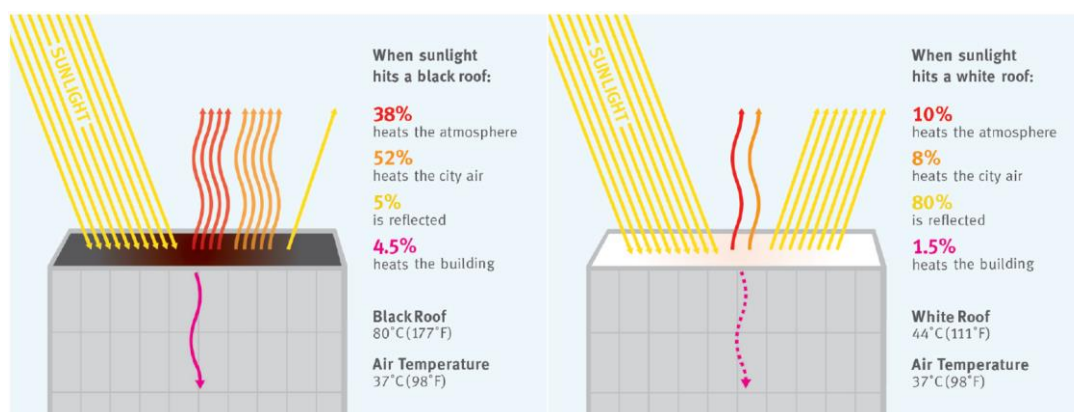 SUNLIGHT
When sunlight
hits a black roof:
38%
heats the atmosphere
52%
heats the city air
5%
is reflected
4.5%
heats the building
Black Roof
80°C (177°F)
Air Temperature
37°C (98°F)
SUNLIGHT
When sunlight
hits a white roof:
10%
heats the atmosphere
8%
heats the city air
80%
is reflected
1.5%
heats the building
White Roof
44°C (111°F)
Air Temperature
37°C (98°F)